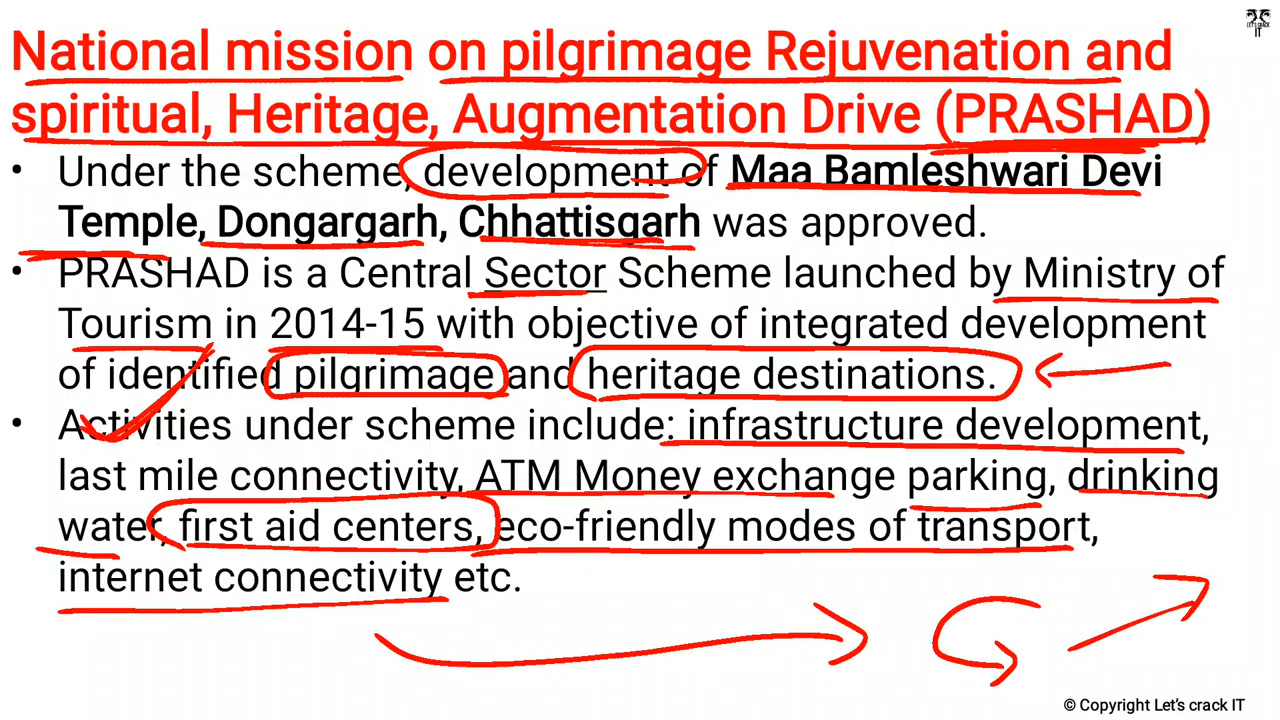 LET'S CRACK
IT
National mission on pilgrimage Rejuvenation and
spiritual, Heritage, Augmentation Drive (PRASHAD)
• Under the scheme, development of Maa Bamleshwari Devi
Temple, Dongargarh, Chhattisgarh was approved.
• PRASHAD is a Central Sector Scheme launched by Ministry of
Tourism in 2014-15 with objective of integrated development
of identified pilgrimage and heritage destinations.
• Activities under scheme include: infrastructure development,
last mile connectivity, ATM Money exchange parking, drinking
water, first aid centers, eco-friendly modes of transport,
internet connectivity etc.
© Copyright Let's crack IT